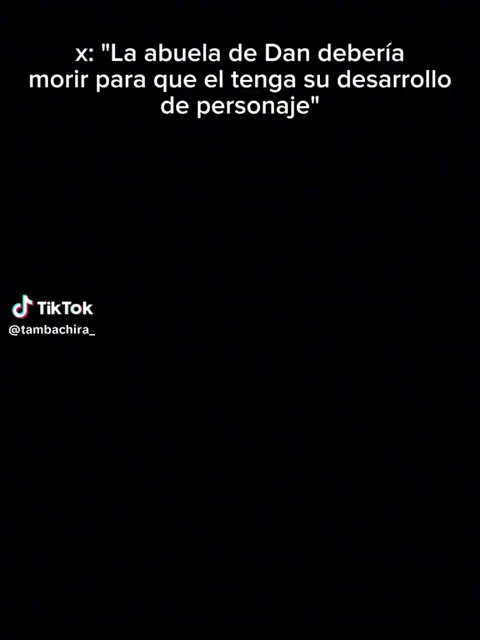 x: "La abuela de Dan debería
morir para que el tenga su desarrollo
de personaje"
TikTok
@tambachira_